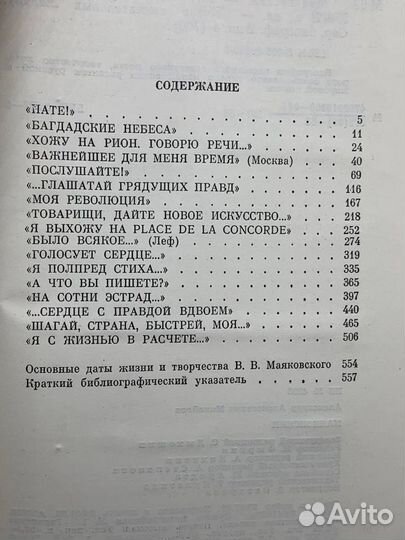 СОДЕРЖАНИЕ
«НАТЕ!» . . . . . . . . . . . . . . 5
«БАГДАДСКИЕ НЕБЕСА» . . . . . . . . 11
«ХОЖУ НА РИОН. ГОВОРЮ РЕЧИ...» . . . 24
«ВАЖНЕЙШЕЕ ДЛЯ МЕНЯ ВРЕМЯ» (Москва) . 40
«ПОСЛУШАЙТЕ!» . . . . . . . . . . . 69
«...ГЛАШАТАЙ ГРЯДУЩИХ ПРАВД» . . . . 116
«МОЯ РЕВОЛЮЦИЯ» . . . . . . . . . . 167
«ТОВАРИЩИ, ДАЙТЕ НОВОЕ ИСКУССТВО...» . 218
«Я ВЫХОЖУ НА PLACE DE LA CONCORDE» . 252
«БЫЛО ВСЯКОЕ...» (Леф) . . . . . . . 274
«ГОЛОСУЕТ СЕРДЦЕ...» . . . . . . . . 319
«Я ПОЛПРЕД СТИХА...» . . . . . . . . 335
«А ЧТО ВЫ ПИШЕТЕ?» . . . . . . . . . 365
«НА СОТНИ ЭСТРАД...» . . . . . . . . 397
«...СЕРДЦЕ С ПРАВДОЙ ВДВОЕМ» . . . . 440
«ШАГАЙ, СТРАНА, БЫСТРЕЙ, МОЯ...» . . 465
«Я С ЖИЗНЬЮ В РАСЧЕТЕ...» . . . . . 506
Основные даты жизни и творчества В. В. Маяковского 554
Краткий библиографический указатель . . . . . 557
Avito